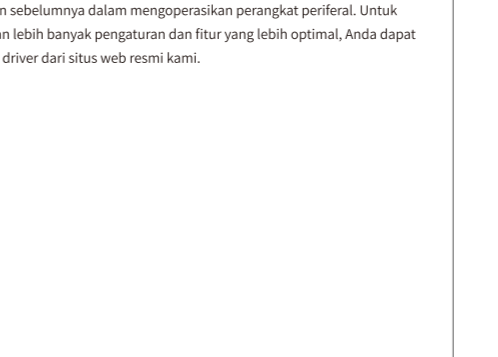 n sebelumnya dalam mengoperasikan perangkat periferal. Untuk
an lebih banyak pengaturan dan fitur yang lebih optimal, Anda dapat
driver dari situs web resmi kami.